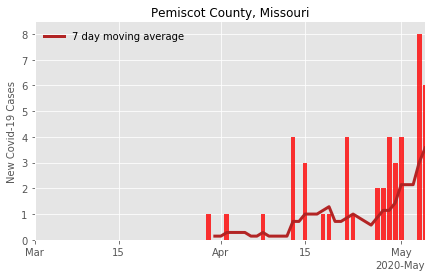 Pemiscot County, Missouri
7 day moving average
New Covid-19 Cases
8
7
6
5
4
3
2
1
0
Mar 15 Apr 15 May
2020-May